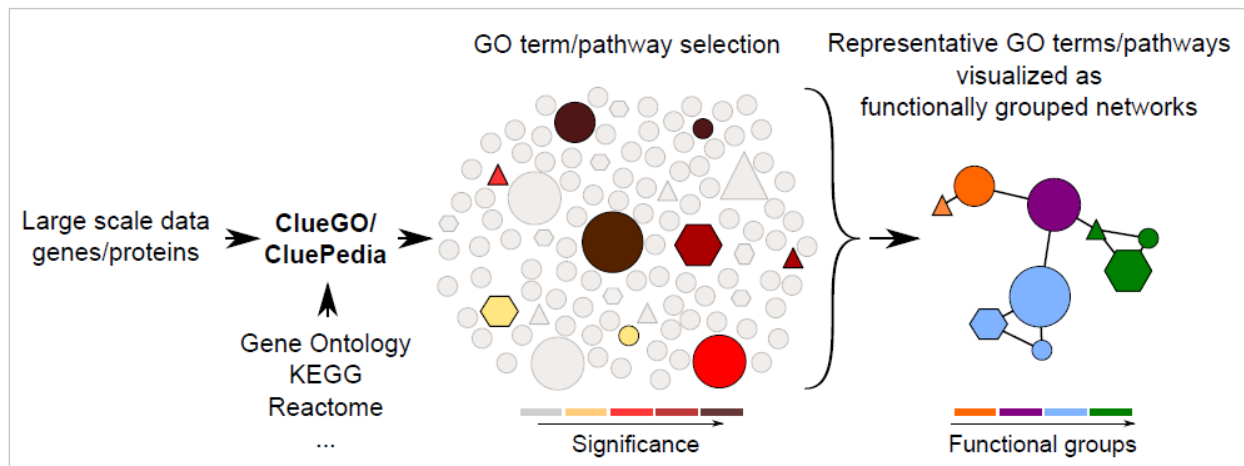 Large scale data
genes/proteins
ClueGO/
CluePedia
Gene Ontology
KEGG
Reactome
...
GO term/pathway selection
Significance
Representative GO terms/pathways
visualized as
functionally grouped networks
Functional groups